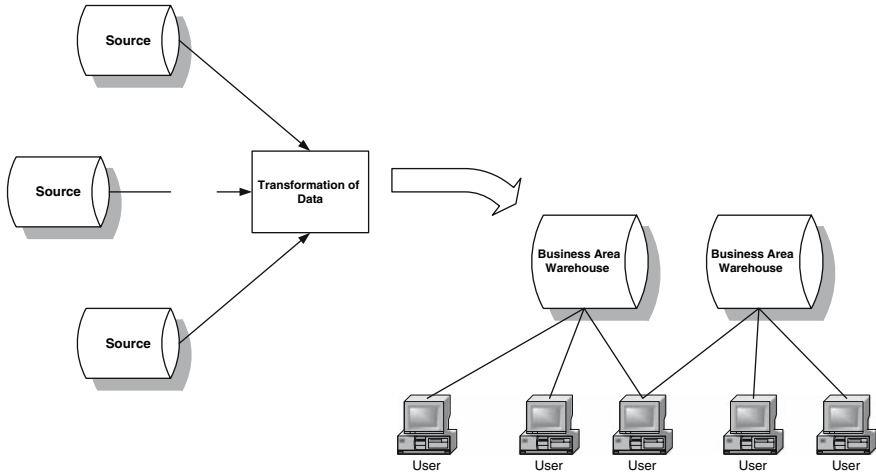 Source
Source
Transformation of
Data
Source
Business Area
Warehouse
Business Area
Warehouse
User
User
User
User
User